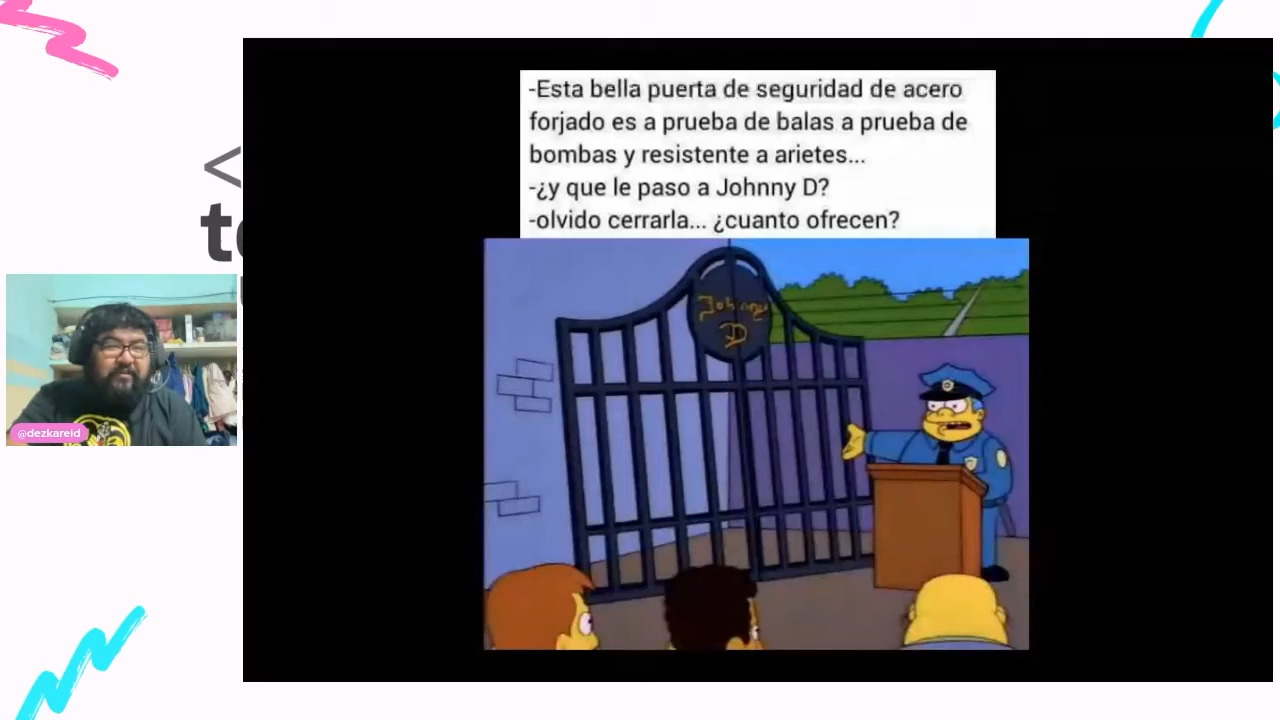 -Esta bella puerta de seguridad de acero
forjado es a prueba de balas a prueba de
bombas y resistente a arietes...
-¿y que le paso a Johnny D?
-olvido cerrarla... ¿cuanto ofrecen?
Johnny
D
<
te
@dezkareid